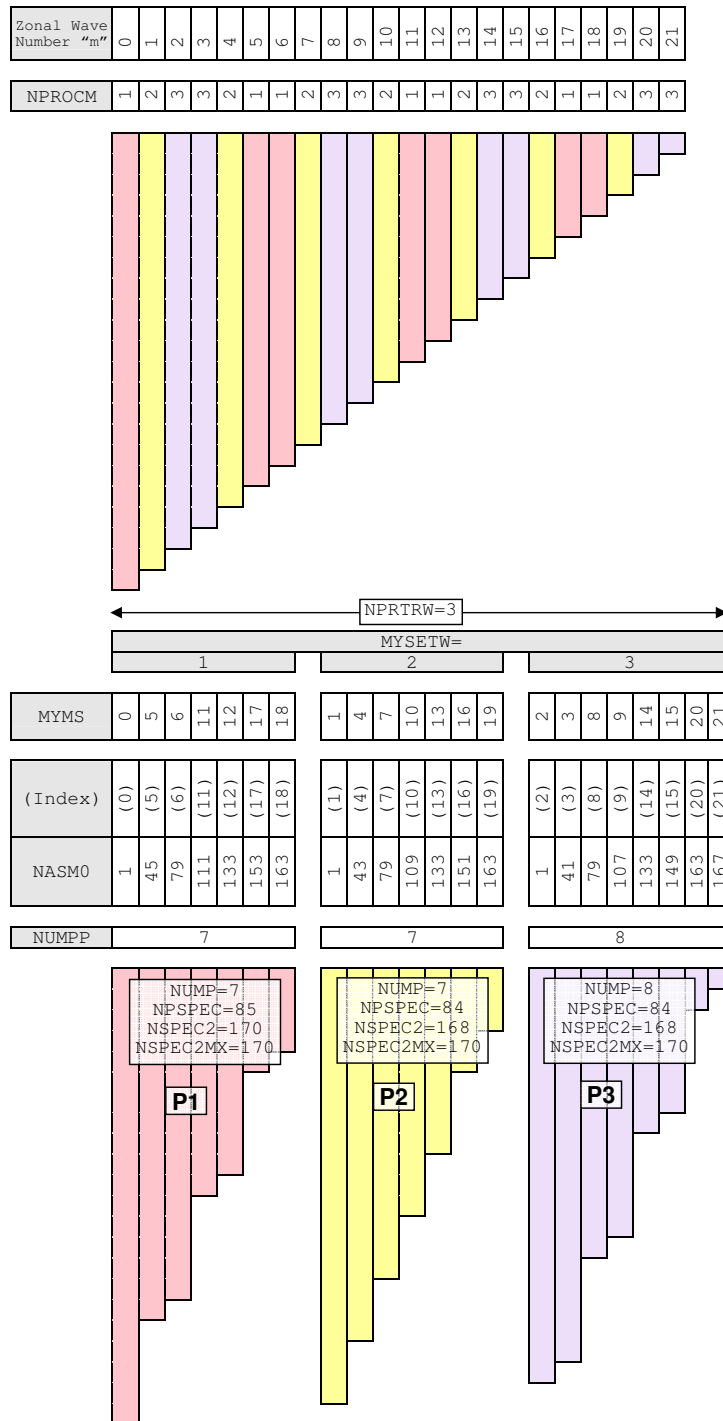 Zonal Wave Number “m” 0 1 2 3 4 5 6 7 8 9 10 11 12 13 14 15 16 17 18 19 20 21
NPROCM 1 2 3 3 2 1 1 2 3 3 2 1 1 2 3 3 2 1 1 2 3 3
NPRTRW=3
MYSETW=
1 2 3
MYMS 0 5 6 11 12 17 18 1 4 7 10 13 16 19 2 3 8 9 14 15 20 21
(Index) (0) (5) (6) (11) (12) (17) (18) (1) (4) (7) (10) (13) (16) (19) (2) (3) (8) (9) (14) (15) (20) (21)
NASM0 1 45 79 111 133 153 163 1 43 79 109 133 151 163 1 41 79 107 133 149 163 167
NUMPP 7 7 8
NUMP=7
NPSPEC=85
NSPEC2=170
NSPEC2MX=170
P1
NUMP=7
NPSPEC=84
NSPEC2=168
NSPEC2MX=170
P2
NUMP=8
NPSPEC=84
NSPEC2=168
NSPEC2MX=170
P3